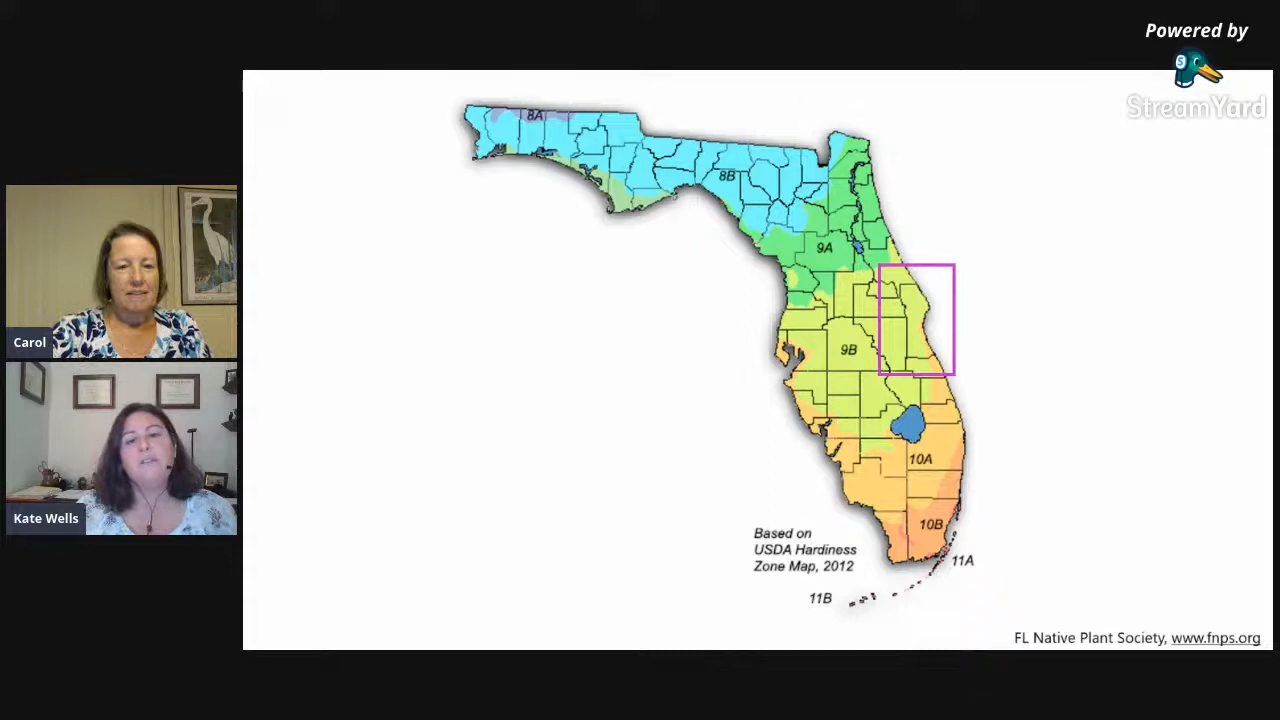 Powered by
StreamYard
Carol
Kate Wells
8A
8B
9A
9B
10A
10B
11A
11B
Based on
USDA Hardiness
Zone Map, 2012
FL Native Plant Society, www.fnps.org